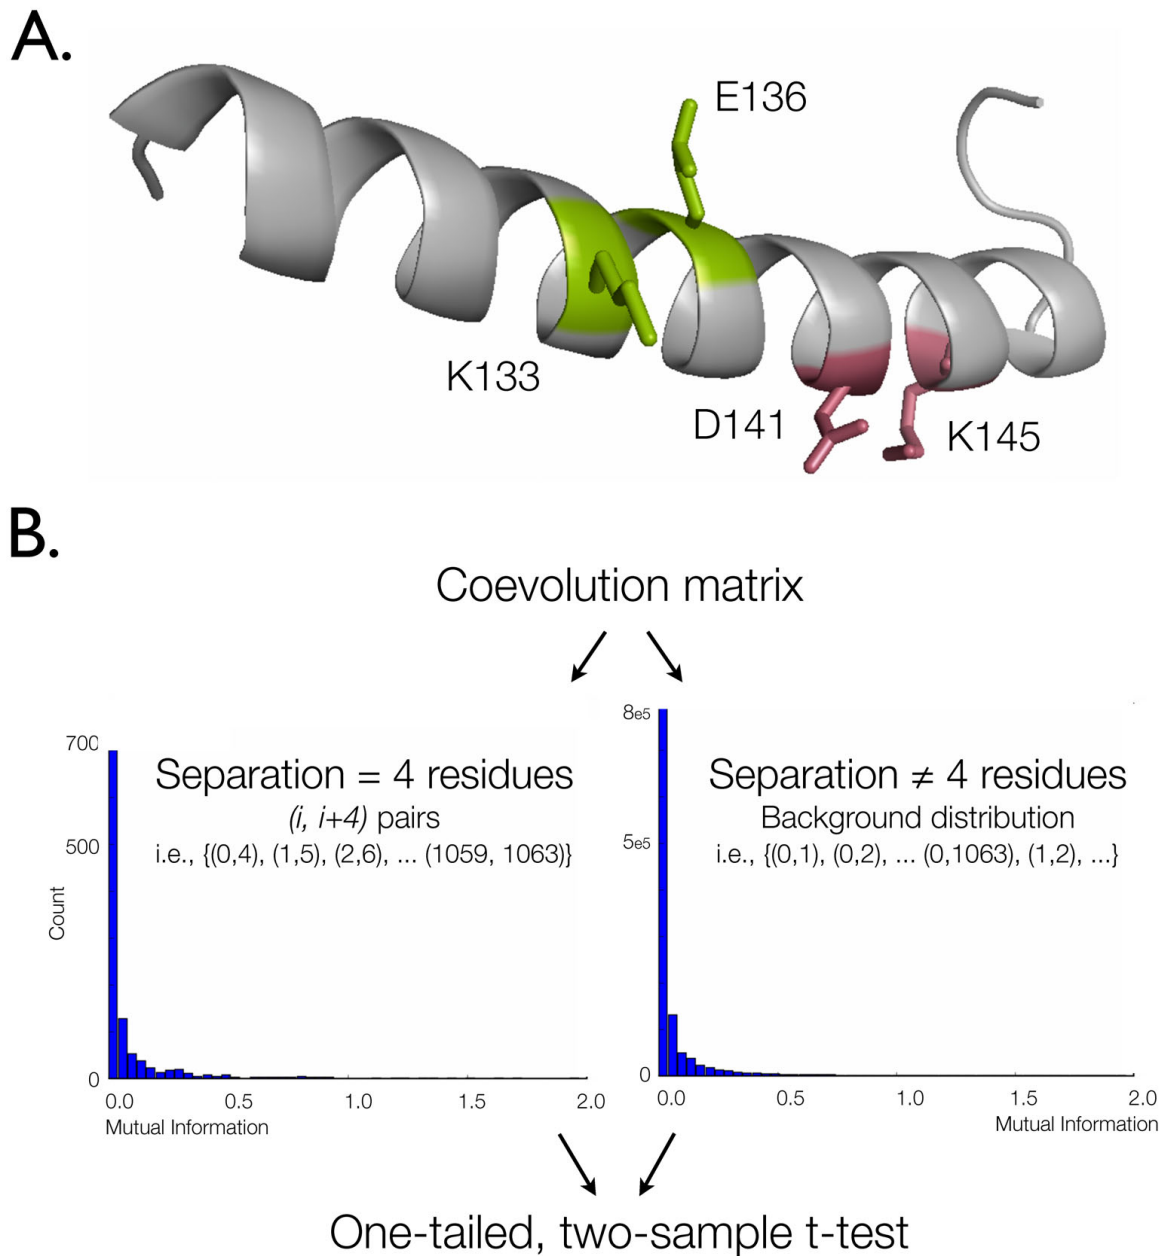 A.
E136
K133
D141
K145
B.
Coevolution matrix
700
500
0
Count
Separation = 4 residues
(i, i+4) pairs
i.e., {(0,4), (1,5), (2,6), ... (1059, 1063)}
0.0 0.5 1.0 1.5 2.0
Mutual Information
8e5
5e5
0
Separation ≠ 4 residues
Background distribution
i.e., {(0,1), (0,2), ... (0,1063), (1,2), ...}
0.0 0.5 1.0 1.5 2.0
Mutual Information
One-tailed, two-sample t-test